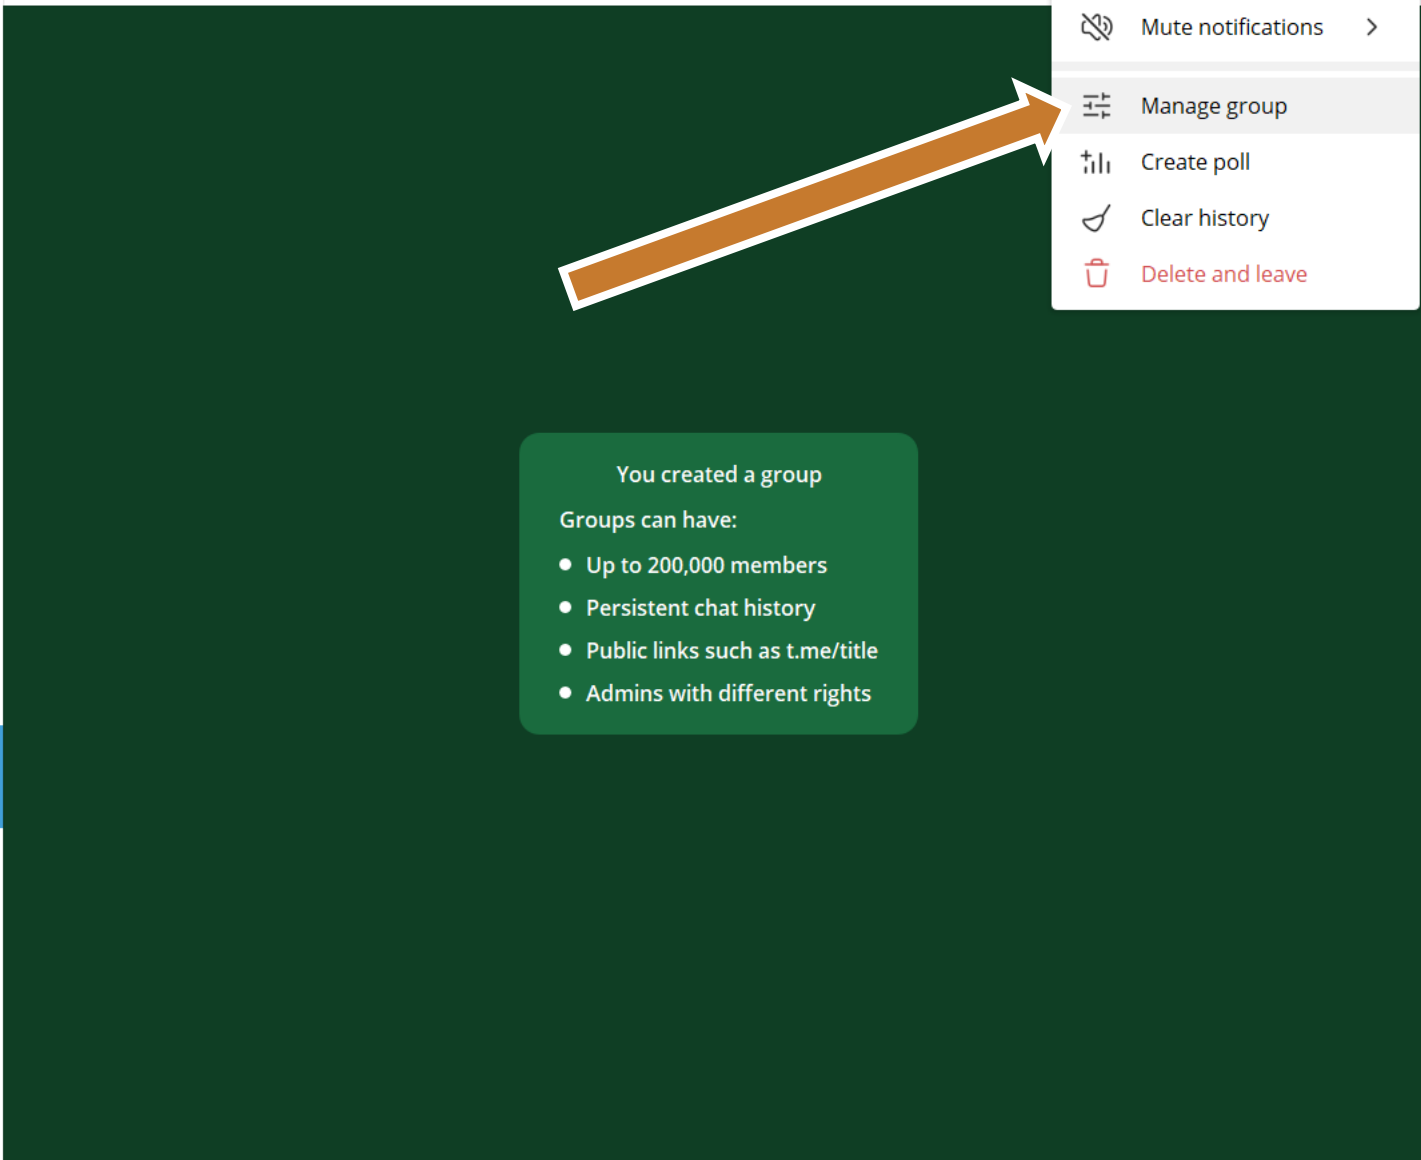 Mute notifications
Manage group
Create poll
Clear history
Delete and leave
You created a group
Groups can have:
Up to 200,000 members
Persistent chat history
Public links such as t.me/title
Admins with different rights